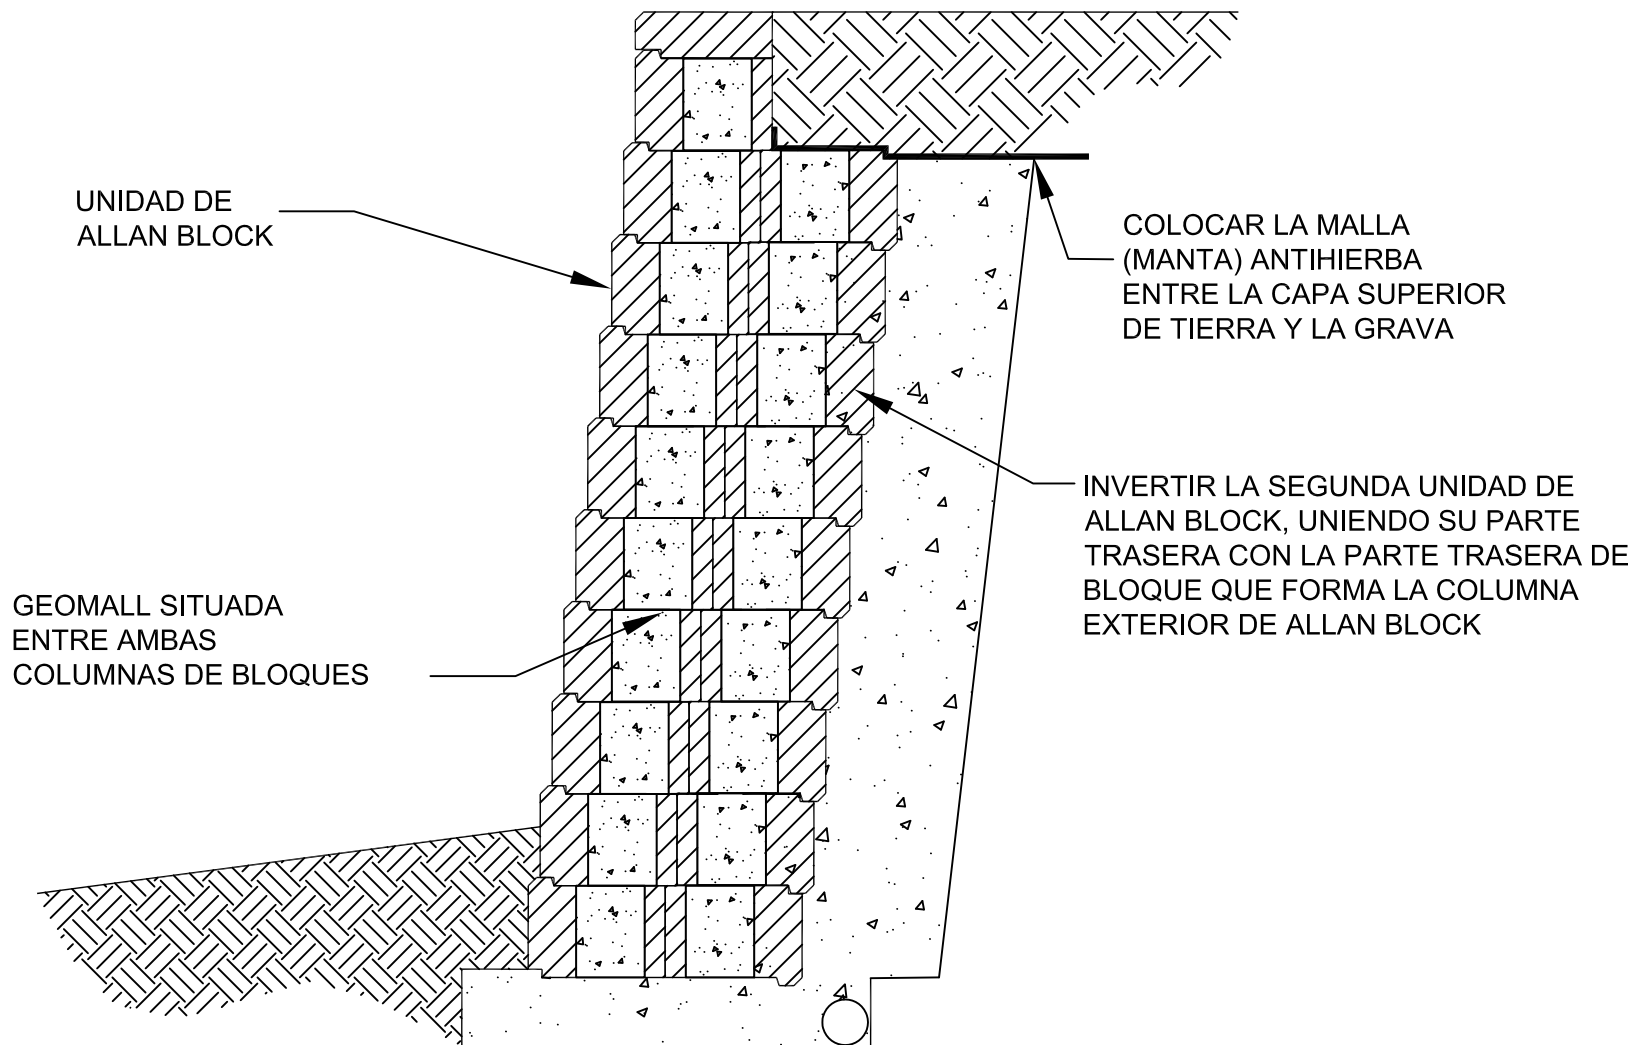 UNIDAD DE
ALLAN BLOCK
COLOCAR LA MALLA
(MANTA) ANTIHIERBA
ENTRE LA CAPA SUPERIOR
DE TIERRA Y LA GRAVA
INVERTIR LA SEGUNDA UNIDAD DE
ALLAN BLOCK, UNIENDO SU PARTE
TRASERA CON LA PARTE TRASERA DE
BLOQUE QUE FORMA LA COLUMNA
EXTERIOR DE ALLAN BLOCK
GEOMALL SITUADA
ENTRE AMBAS
COLUMNAS DE BLOQUES